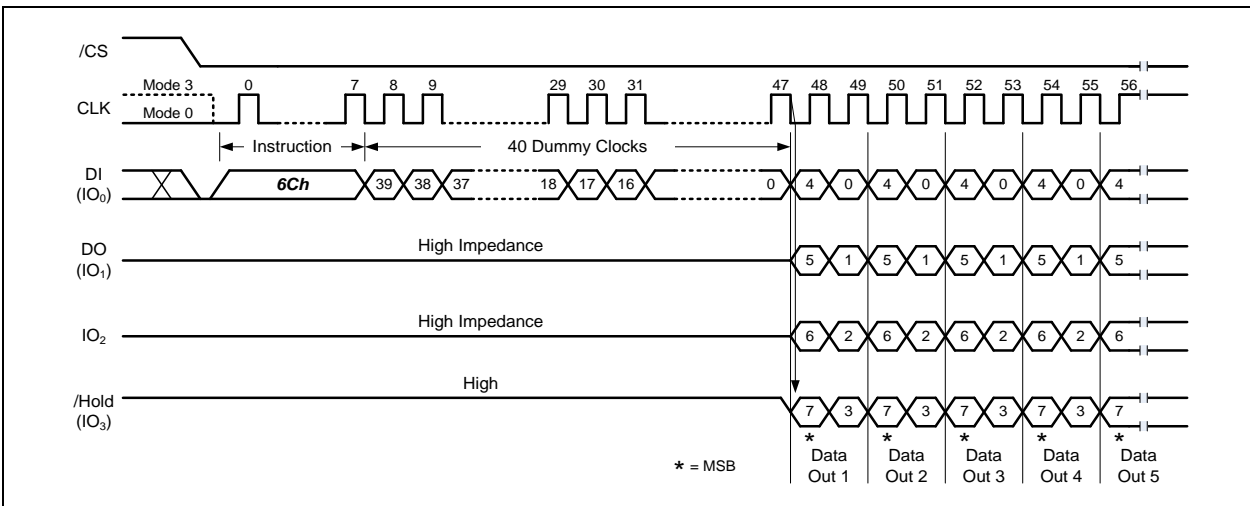 /CS
Mode 3 0 7 8 9 29 30 31 47 48 49 50 51 52 53 54 55 56
CLK
Mode 0
Instruction 40 Dummy Clocks
DI
(IO₀)
6Ch 39 38 37 18 17 16 0 4 0 4 0 4 0 4 0 4
High Impedance
DO
(IO₁)
5 1 5 1 5 1 5 1 5
High Impedance
IO₂
6 2 6 2 6 2 6 2 6
High
/Hold
(IO₃)
7 3 7 3 7 3 7 3 7
* * * * *
* = MSB
Data Out 1
Data Out 2
Data Out 3
Data Out 4
Data Out 5